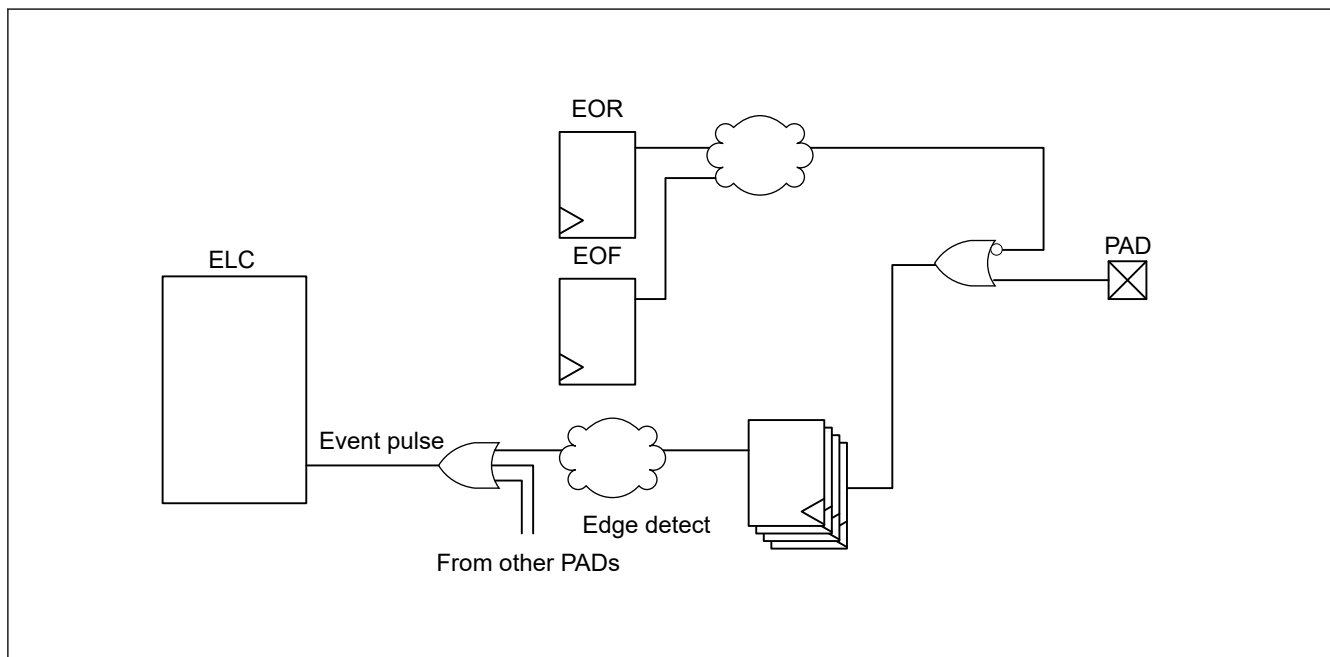 EOR
EOF
ELC
PAD
Event pulse
Edge detect
From other PADs